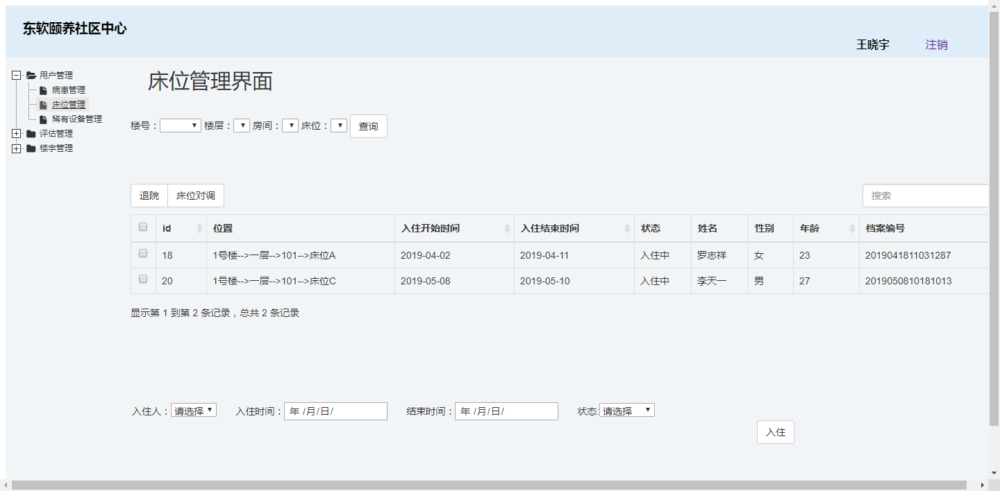 东软颐养社区中心
王晓宇 注销
用户管理
病患管理
床位管理
稀有设备管理
评估管理
楼宇管理
床位管理界面
楼号： 楼层： 房间： 床位： 查询
退院 床位对调 搜索
id 位置 入住开始时间 入住结束时间 状态 姓名 性别 年龄 档案编号
18 1号楼-->一层-->101-->床位A 2019-04-02 2019-04-11 入住中 罗志祥 女 23 2019041811031287
20 1号楼-->一层-->101-->床位C 2019-05-08 2019-05-10 入住中 李天一 男 27 2019050810181013
显示第 1 到第 2 条记录，总共 2 条记录
入住人： 请选择 入住时间： 年 /月/日/ 结束时间： 年 /月/日/ 状态: 请选择
入住